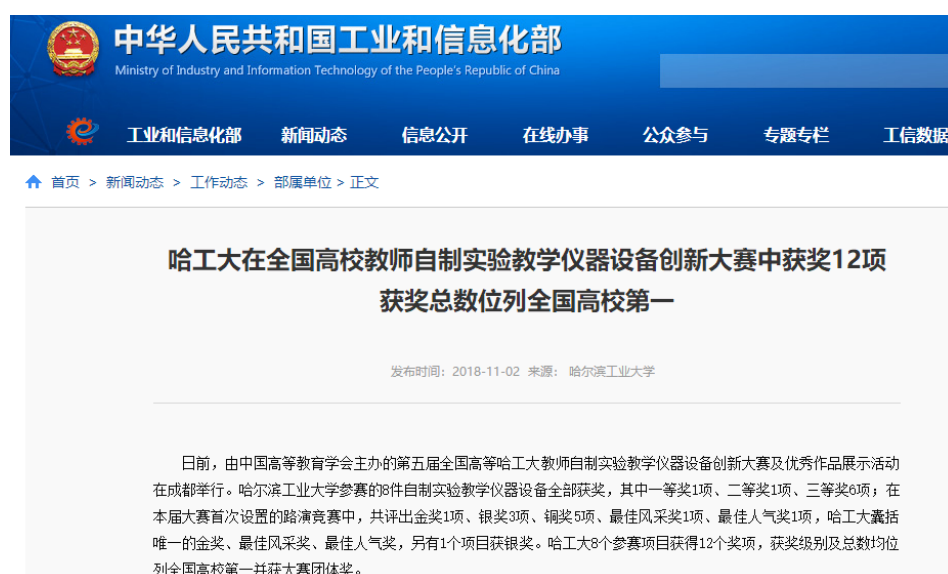 中华人民共和国工业和信息化部
Ministry of Industry and Information Technology of the People's Republic of China
工业和信息化部 新闻动态 信息公开 在线办事 公众参与 专题专栏 工信数据
首页 > 新闻动态 > 工作动态 > 部属单位 > 正文
哈工大在全国高校教师自制实验教学仪器设备创新大赛中获奖12项
获奖总数位列全国高校第一
发布时间：2018-11-02 来源： 哈尔滨工业大学
日前，由中国高等教育学会主办的第五届全国高等哈工大教师自制实验教学仪器设备创新大赛及优秀作品展示活动
在成都举行。哈尔滨工业大学参赛的8件自制实验教学仪器设备全部获奖，其中一等奖1项、二等奖1项、三等奖6项；在
本届大赛首次设置的路演竞赛中，共评出金奖1项、银奖3项、铜奖5项、最佳风采奖1项、最佳人气奖1项，哈工大囊括
唯一的金奖、最佳风采奖、最佳人气奖，另有1个项目获银奖。哈工大8个参赛项目获得12个奖项，获奖级别及总数均位
列全国高校第一并获大赛团体奖。